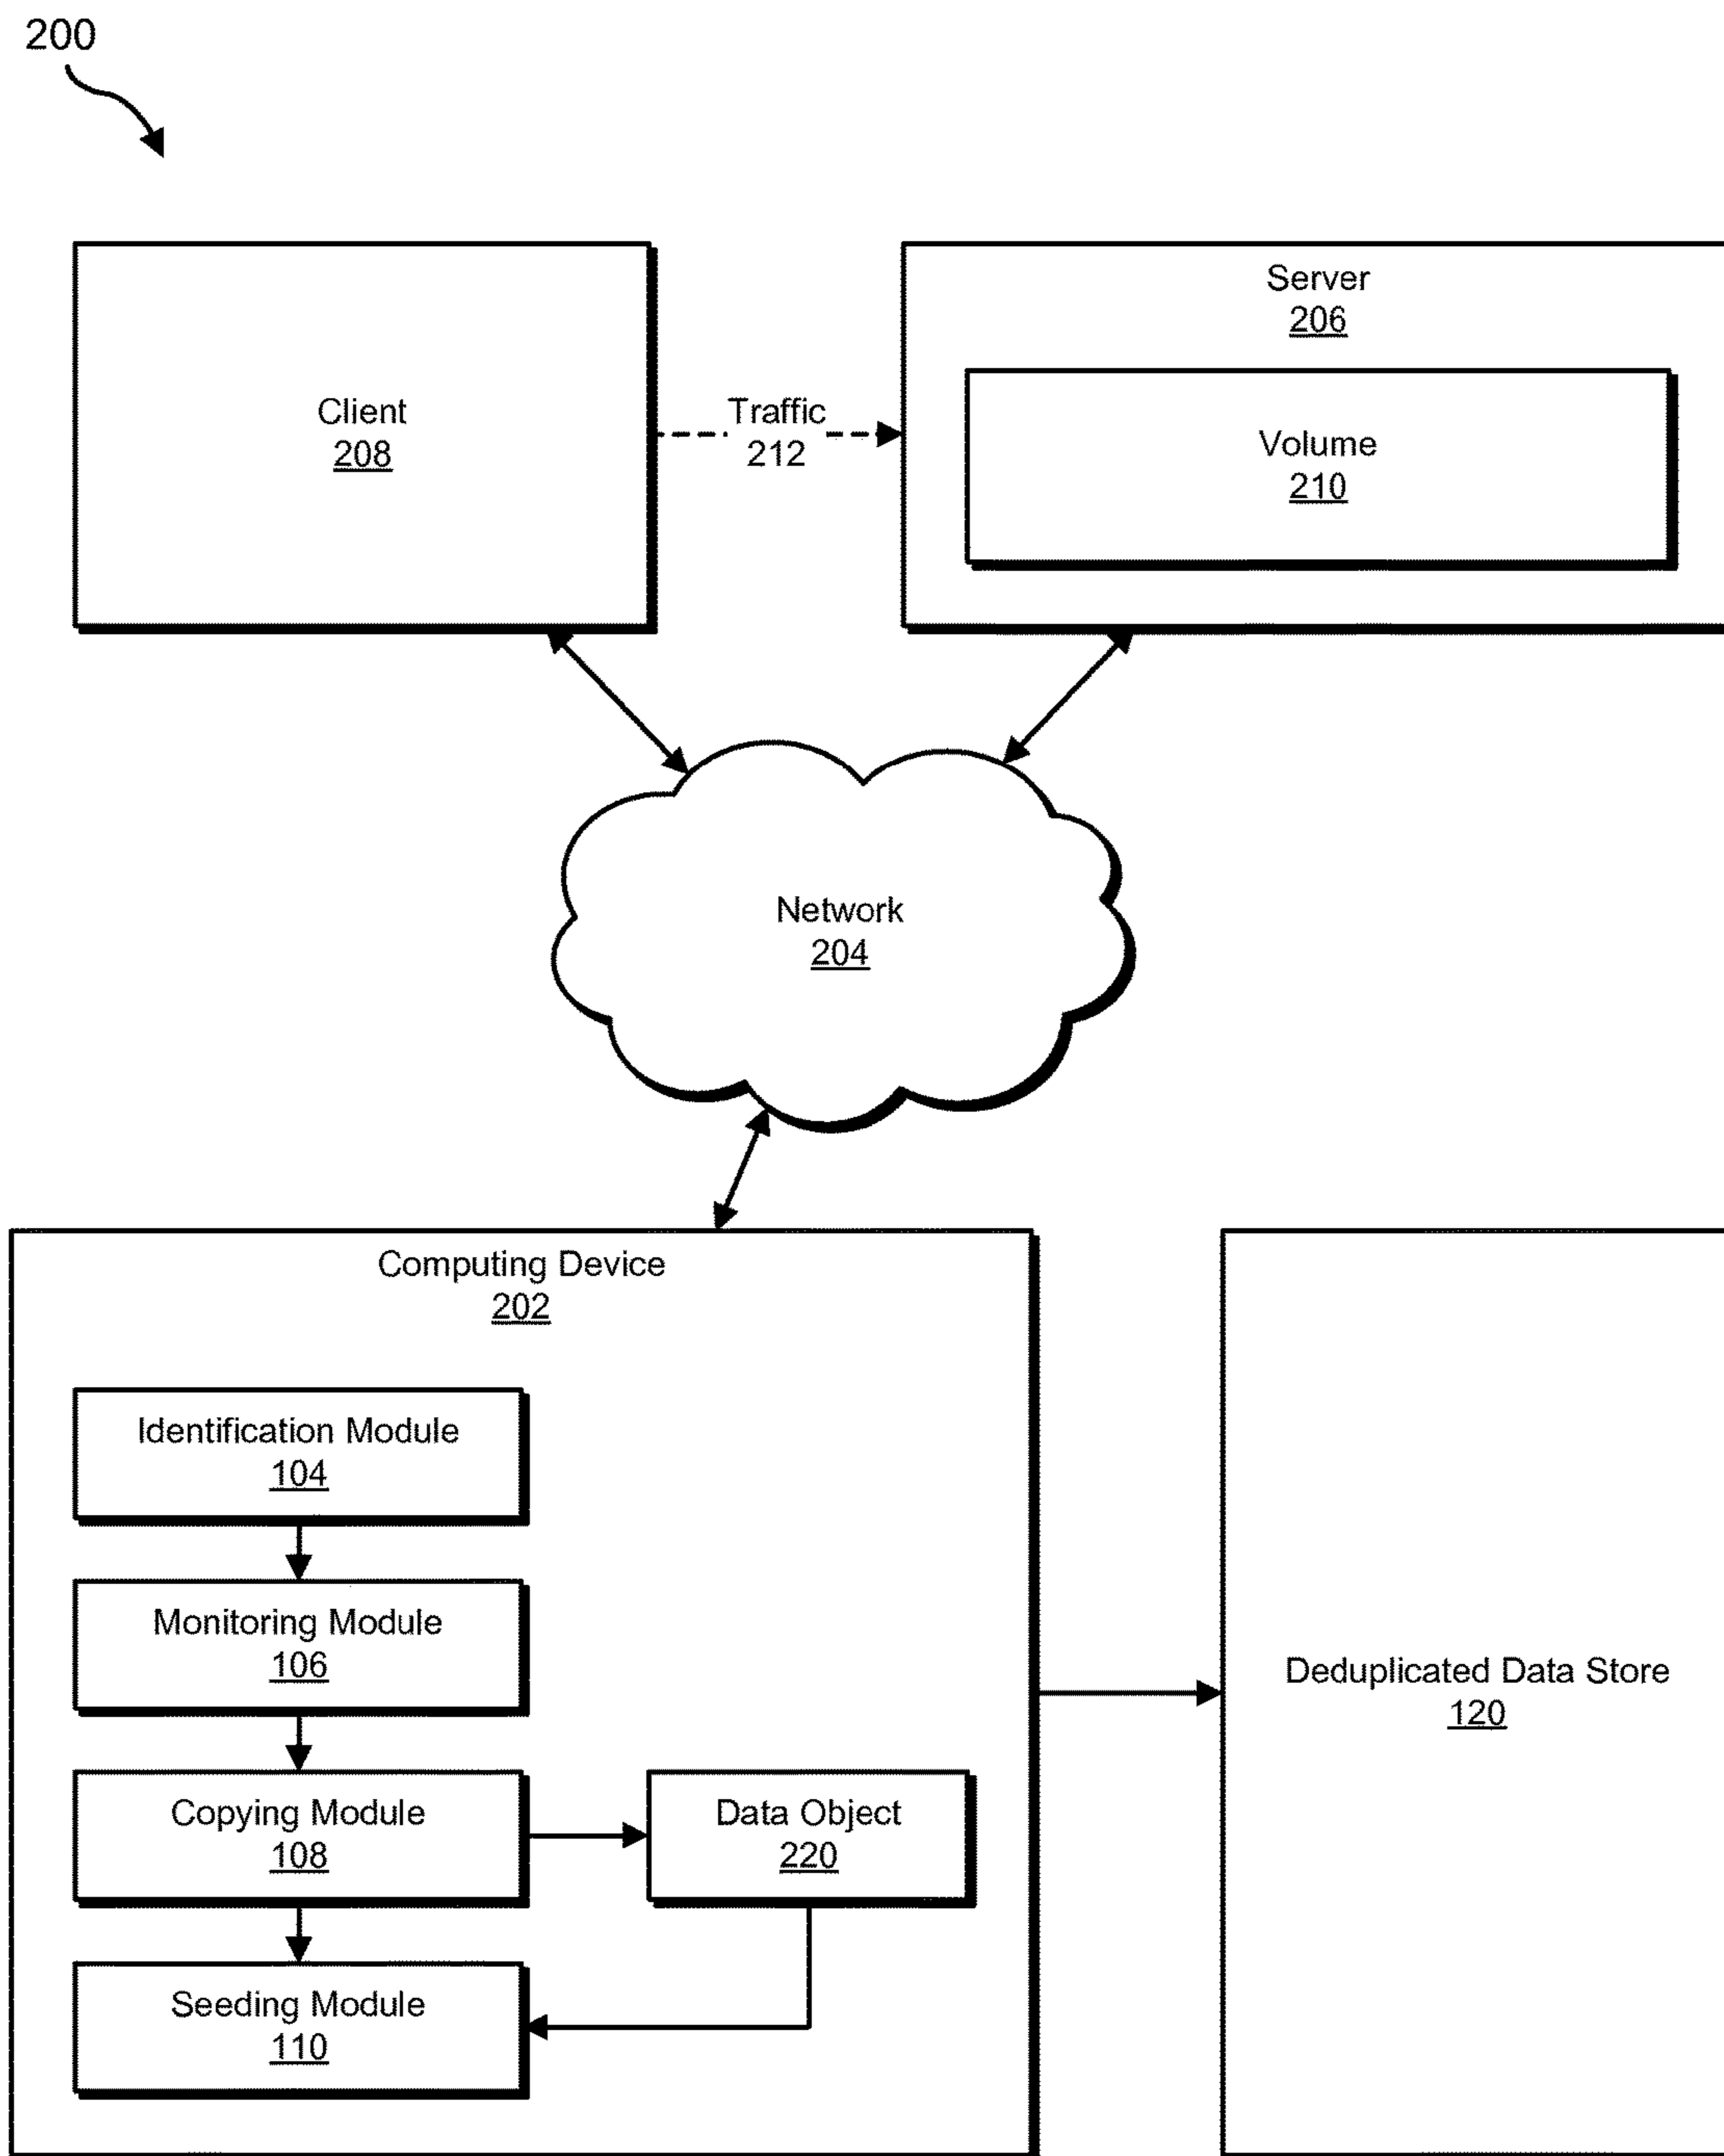 200
Client
208
Traffic
212
Server
206
Volume
210
Network
204
Computing Device
202
Identification Module
104
Monitoring Module
106
Copying Module
108
Data Object
220
Seeding Module
110
Deduplicated Data Store
120